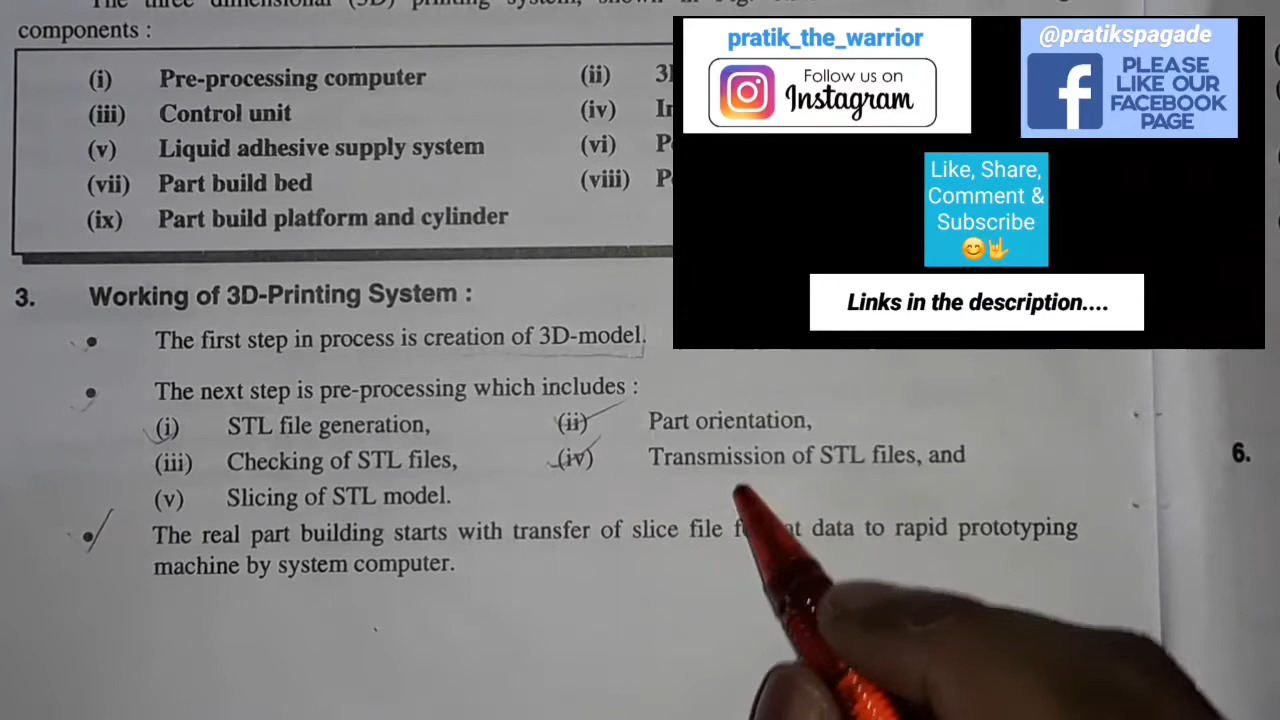 components :
(i) Pre-processing computer (ii)
(iii) Control unit (iv)
(v) Liquid adhesive supply system (vi)
(vii) Part build bed (viii)
(ix) Part build platform and cylinder
3. Working of 3D-Printing System :
• The first step in process is creation of 3D-model.
• The next step is pre-processing which includes :
(i) STL file generation, (ii) Part orientation,
(iii) Checking of STL files, (iv) Transmission of STL files, and
(v) Slicing of STL model.
• The real part building starts with transfer of slice file data to rapid prototyping
machine by system computer.
6.
pratik_the_warrior
Follow us on
Instagram
@pratikspagade
f
PLEASE
LIKE OUR
FACEBOOK
PAGE
Like, Share,
Comment &
Subscribe
😊🤟
Links in the description....